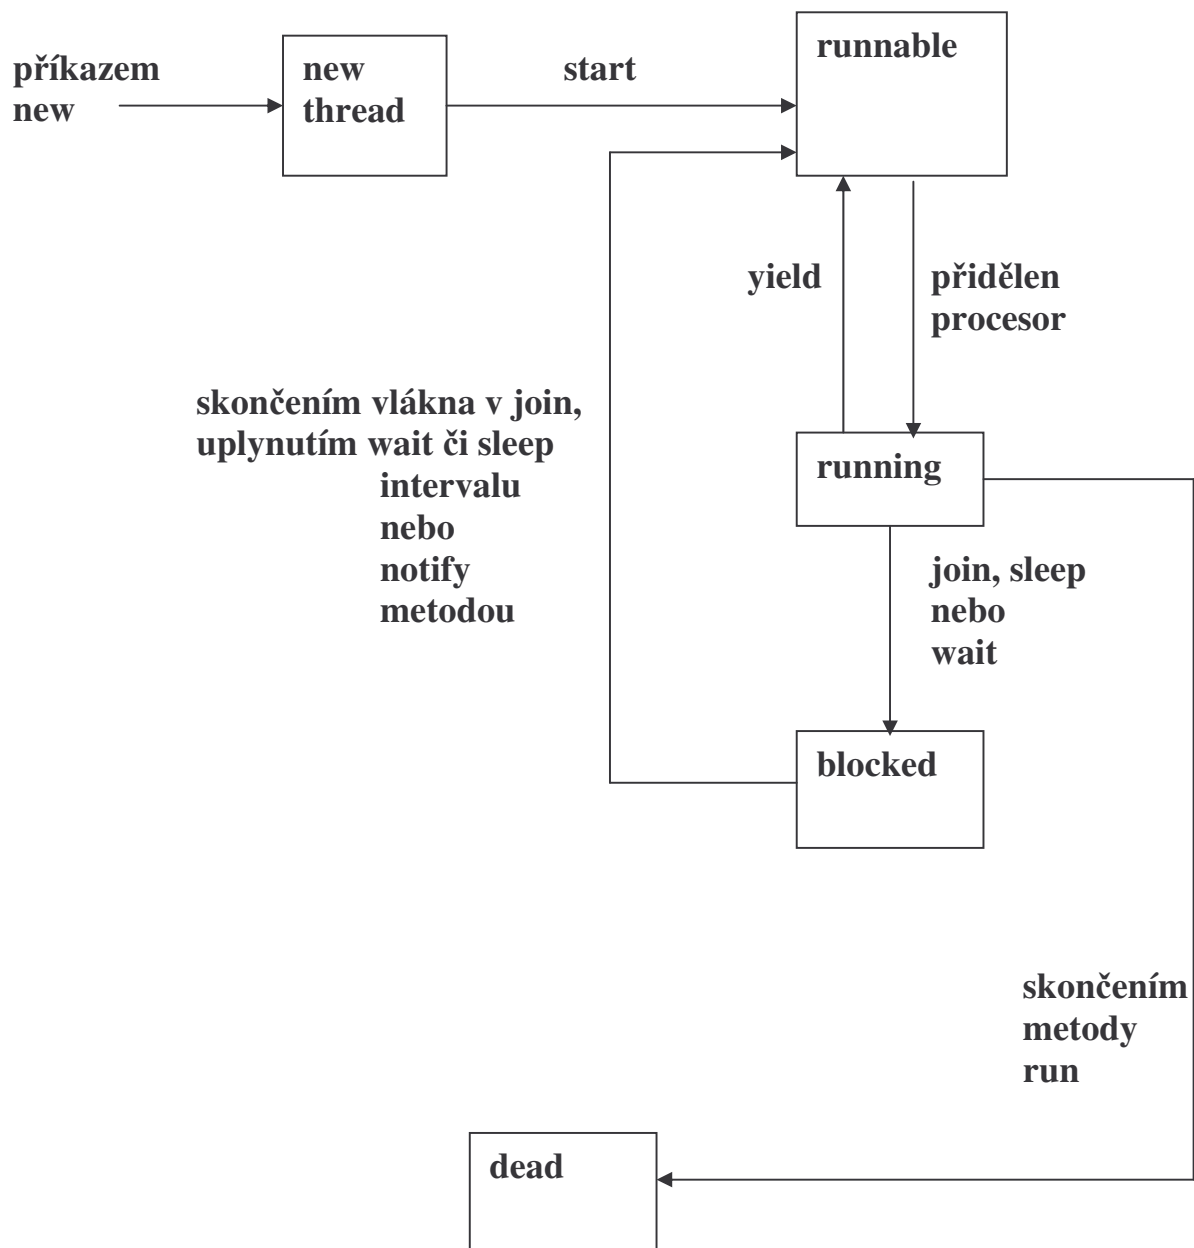 příkazem
new
new
thread
start
runnable
yield
přidělen
procesor
skončením vlákna v join,
uplynutím wait či sleep
intervalu
nebo
notify
metodou
running
join, sleep
nebo
wait
blocked
skončením
metody
run
dead